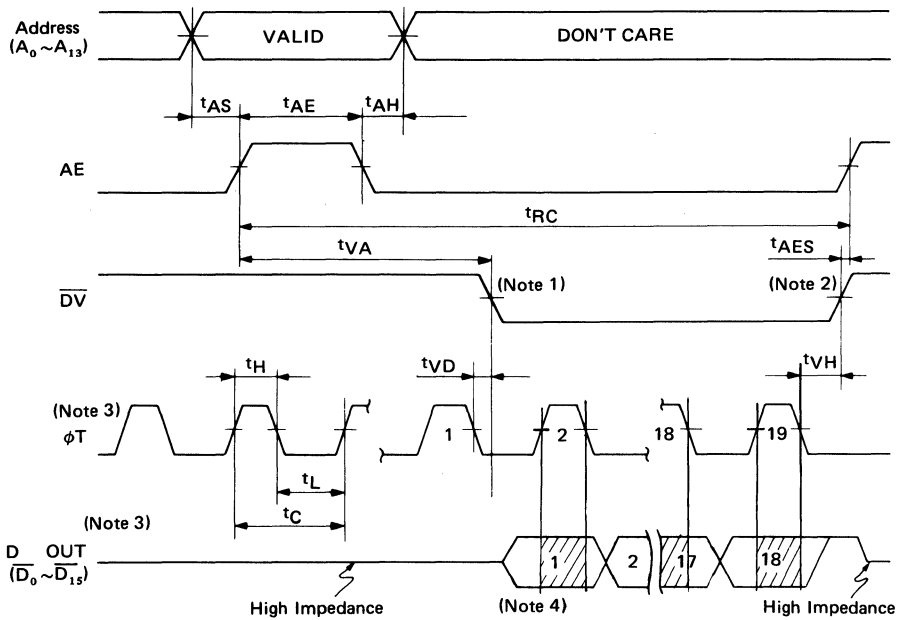 Address
(A₀~A₁₃)
VALID
DON'T CARE
tAS
tAE
tAH
AE
tRC
tVA
tAES
DV
(Note 1)
(Note 2)
tH
tVD
tVH
(Note 3)
φT
1
2
18
19
tL
tC
(Note 3)
D OUT
(D₀~D₁₅)
1
2
17
18
High Impedance
(Note 4)
High Impedance